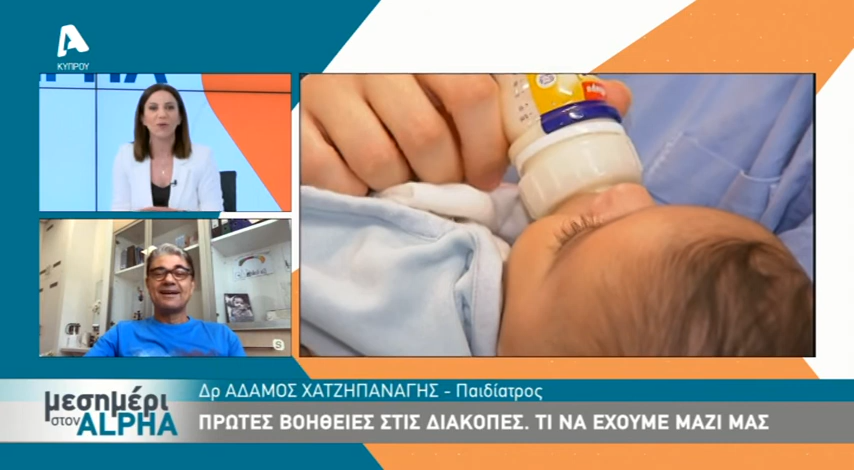 ΚΥΠΡΟΥ
Δρ ΑΔΑΜΟΣ ΧΑΤΖΗΠΑΝΑΓΗΣ – Παιδίατρος
μεσημέρι
στον ALPHA
ΠΡΩΤΕΣ ΒΟΗΘΕΙΕΣ ΣΤΙΣ ΔΙΑΚΟΠΕΣ. ΤΙ ΝΑ ΕΧΟΥΜΕ ΜΑΖΙ ΜΑΣ